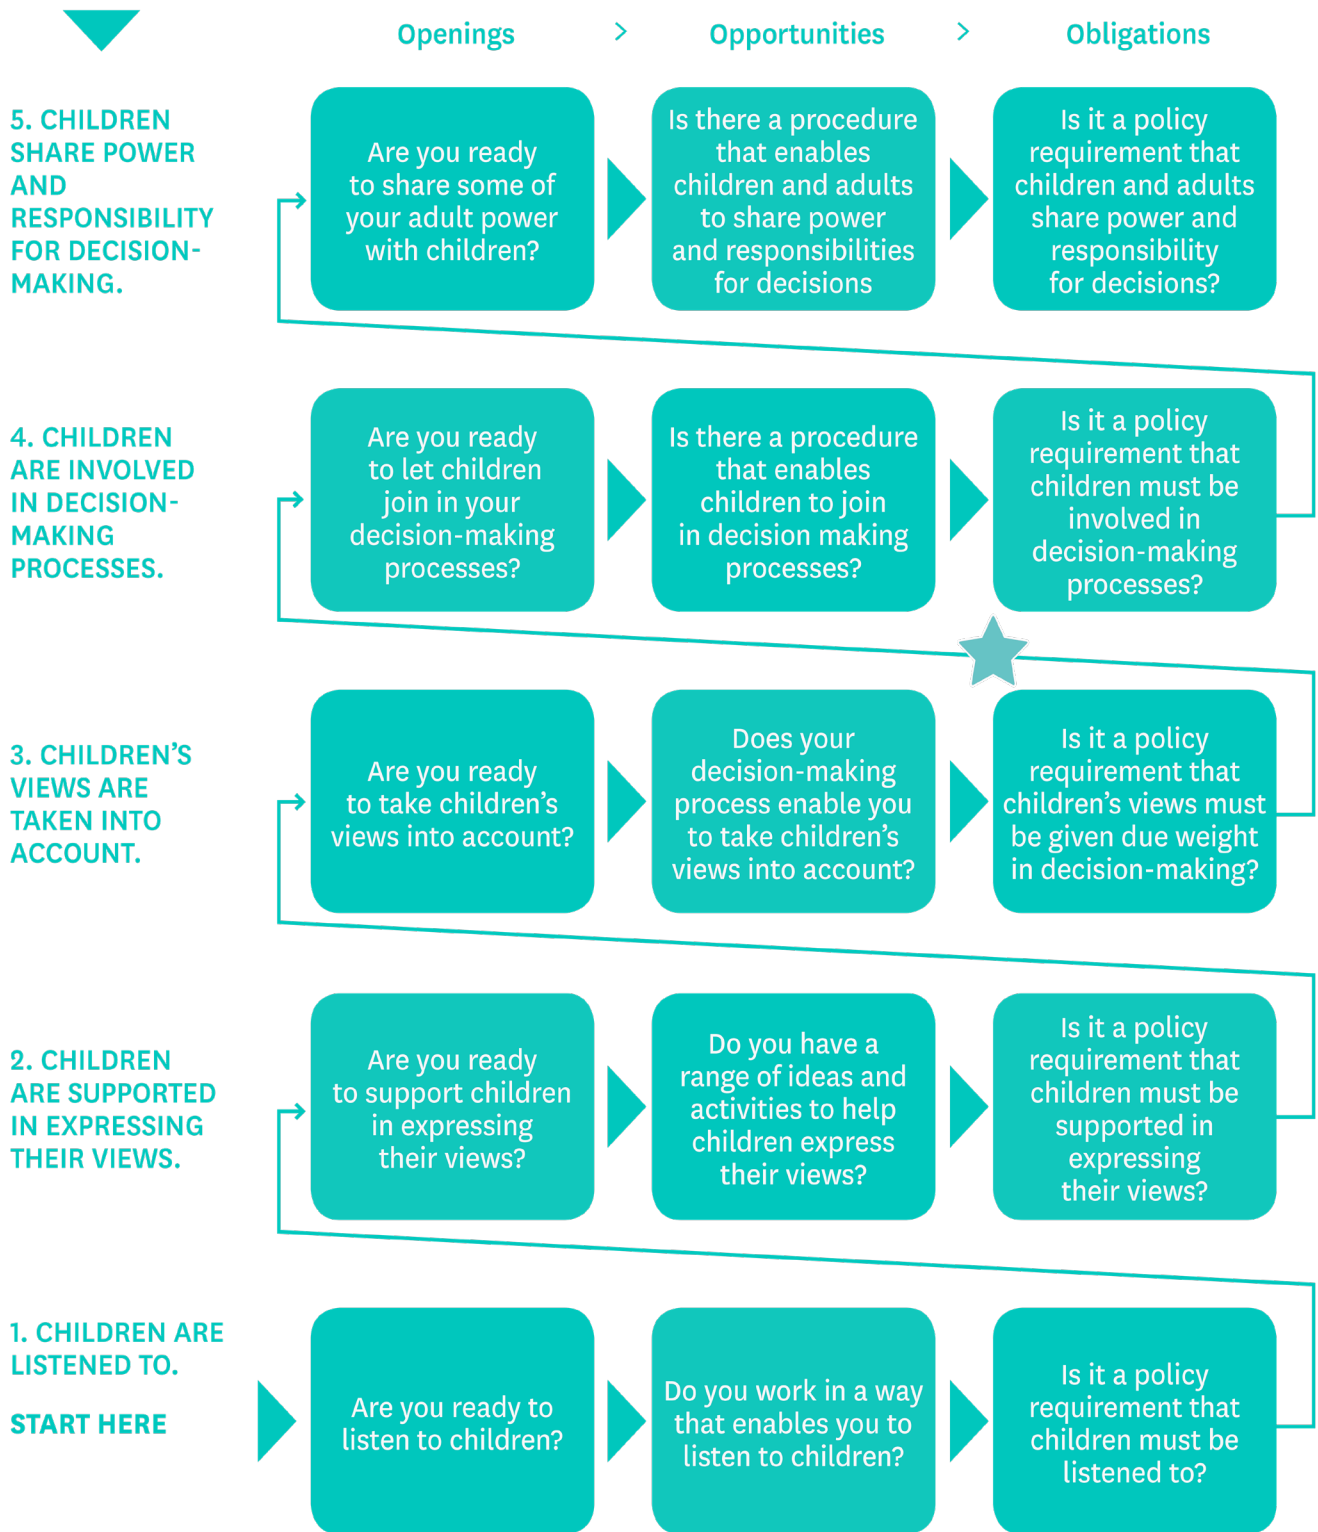 Openings > Opportunities > Obligations
5. CHILDREN
SHARE POWER
AND
RESPONSIBILITY
FOR DECISION-
MAKING.
Are you ready
to share some of
your adult power
with children?
Is there a procedure
that enables
children and adults
to share power
and responsibilities
for decisions
Is it a policy
requirement that
children and adults
share power and
responsibility
for decisions?
4. CHILDREN
ARE INVOLVED
IN DECISION-
MAKING
PROCESSES.
Are you ready
to let children
join in your
decision-making
processes?
Is there a procedure
that enables
children to join
in decision making
processes?
Is it a policy
requirement that
children must be
involved in
decision-making
processes?
3. CHILDREN’S
VIEWS ARE
TAKEN INTO
ACCOUNT.
Are you ready
to take children’s
views into account?
Does your
decision-making
process enable you
to take children’s
views into account?
Is it a policy
requirement that
children’s views must
be given due weight
in decision-making?
2. CHILDREN
ARE SUPPORTED
IN EXPRESSING
THEIR VIEWS.
Are you ready
to support children
in expressing
their views?
Do you have a
range of ideas and
activities to help
children express
their views?
Is it a policy
requirement that
children must be
supported in
expressing
their views?
1. CHILDREN ARE
LISTENED TO.
START HERE
Are you ready to
listen to children?
Do you work in a way
that enables you to
listen to children?
Is it a policy
requirement that
children must be
listened to?